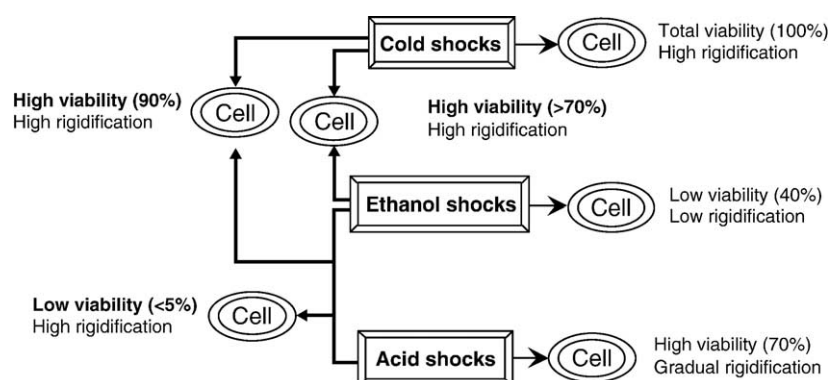 Cold shocks
Cell
Total viability (100%)
High rigidification
High viability (90%)
High rigidification
Cell
Cell
High viability (>70%)
High rigidification
Ethanol shocks
Cell
Low viability (40%)
Low rigidification
Low viability (<5%)
High rigidification
Cell
Acid shocks
Cell
High viability (70%)
Gradual rigidification